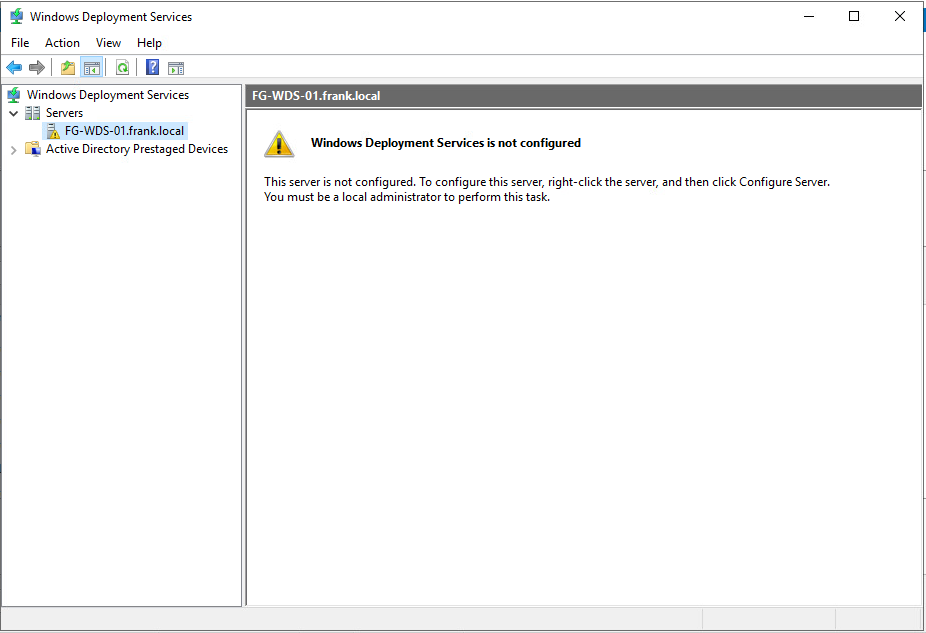 Windows Deployment Services
File Action View Help
Windows Deployment Services
Servers
FG-WDS-01.frank.local
Active Directory Prestaged Devices
FG-WDS-01.frank.local
Windows Deployment Services is not configured
This server is not configured. To configure this server, right-click the server, and then click Configure Server.
You must be a local administrator to perform this task.